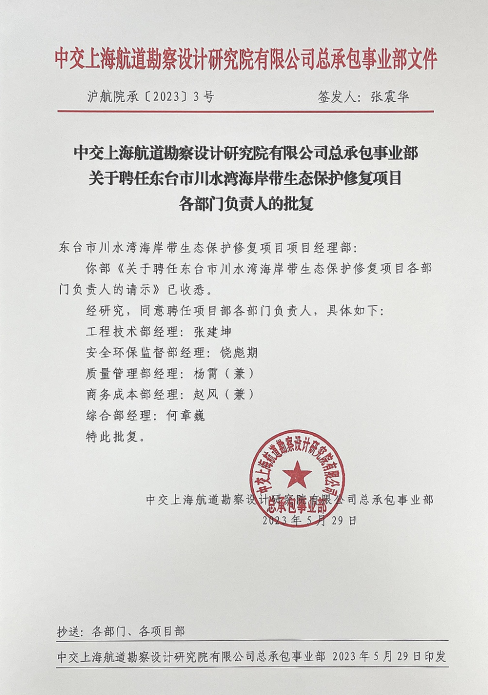 中交上海航道勘察设计研究院有限公司总承包事业部文件
沪航院承〔2023〕3号 签发人：张震华
中交上海航道勘察设计研究院有限公司总承包事业部
关于聘任东台市川水湾海岸带生态保护修复项目
各部门负责人的批复
东台市川水湾海岸带生态保护修复项目项目经理部：
你部《关于聘任东台市川水湾海岸带生态保护修复项目各部
门负责人的请示》已收悉。
经研究，同意聘任项目部各部门负责人，具体如下：
工程技术部经理：张建坤
安全环保监督部经理：饶彪期
质量管理部经理：杨霄（兼）
商务成本部经理：赵风（兼）
综合部经理：何章巍
特此批复。
中交上海航道勘察设计研究院有限公司
总承包事业部
中交上海航道勘察设计研究院有限公司总承包事业部
2023年5月29日
抄送：各部门、各项目部
中交上海航道勘察设计研究院有限公司总承包事业部 2023年5月29日印发